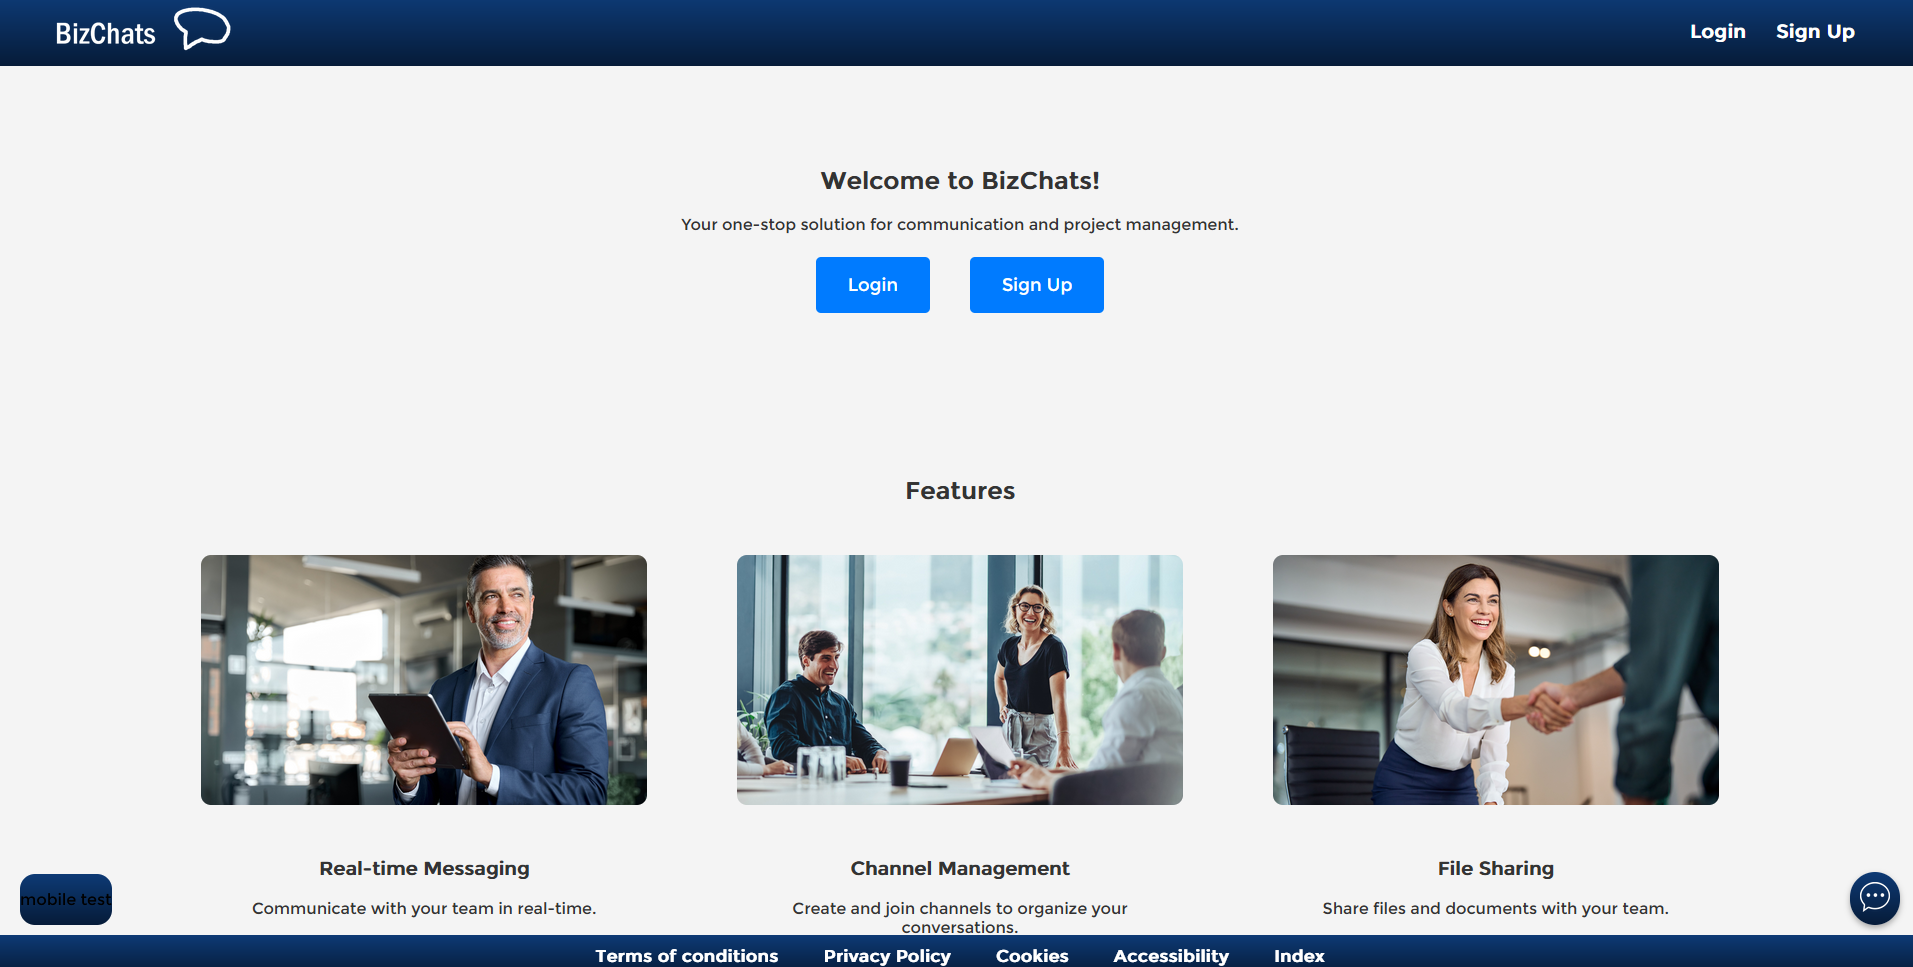 BizChats
Login
Sign Up
Welcome to BizChats!
Your one-stop solution for communication and project management.
Login
Sign Up
Features
Real-time Messaging
Communicate with your team in real-time.
Channel Management
Create and join channels to organize your
conversations.
File Sharing
Share files and documents with your team.
mobile test
Terms of conditions
Privacy Policy
Cookies
Accessibility
Index